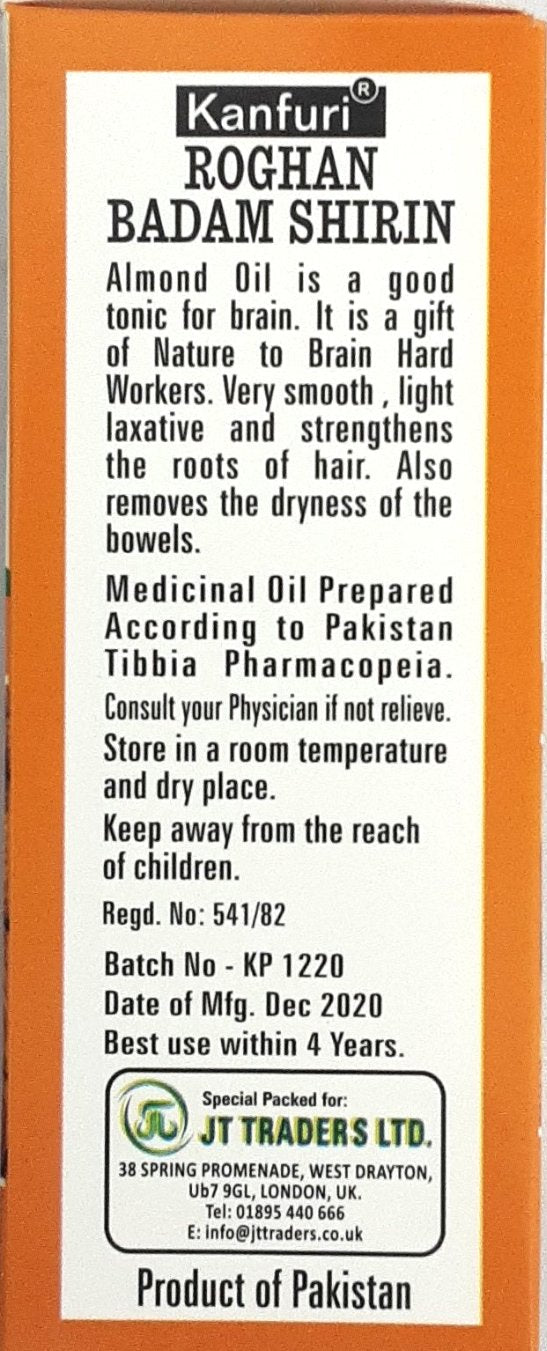 Kanfuri®
ROGHAN
BADAM SHIRIN
Almond Oil is a good
tonic for brain. It is a gift
of Nature to Brain Hard
Workers. Very smooth , light
laxative and strengthens
the roots of hair. Also
removes the dryness of the
bowels.
Medicinal Oil Prepared
According to Pakistan
Tibbia Pharmacopeia.
Consult your Physician if not relieve.
Store in a room temperature
and dry place.
Keep away from the reach
of children.
Regd. No: 541/82
Batch No - KP 1220
Date of Mfg. Dec 2020
Best use within 4 Years.
Special Packed for:
JT TRADERS LTD.
38 SPRING PROMENADE, WEST DRAYTON,
Ub7 9GL, LONDON, UK.
Tel: 01895 440 666
E: info@jttraders.co.uk
Product of Pakistan